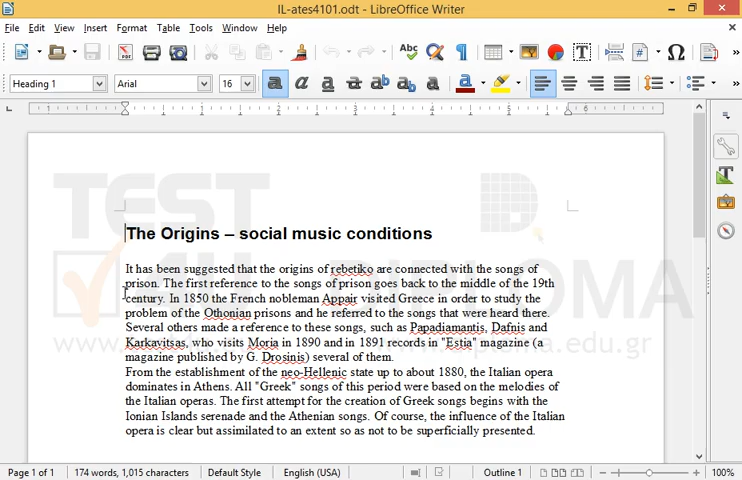 IL-ates4101.odt - LibreOffice Writer
File Edit View Insert Format Table Tools Window Help
Heading 1 Arial 16
The Origins – social music conditions
It has been suggested that the origins of rebetiko are connected with the songs of
prison. The first reference to the songs of prison goes back to the middle of the 19th
century. In 1850 the French nobleman Appair visited Greece in order to study the
problem of the Othonian prisons and he referred to the songs that were heard there.
Several others made a reference to these songs, such as Papadiamantis, Dafnis and
Karkavitsas, who visits Moria in 1890 and in 1891 records in "Estia" magazine (a
magazine published by G. Drosinis) several of them.
From the establishment of the neo-Hellenic state up to about 1880, the Italian opera
dominates in Athens. All "Greek" songs of this period were based on the melodies of
the Italian operas. The first attempt for the creation of Greek songs begins with the
Ionian Islands serenade and the Athenian songs. Of course, the influence of the Italian
opera is clear but assimilated to an extent so as not to be superficially presented.
Page 1 of 1 174 words, 1,015 characters Default Style English (USA) Outline 1 100%